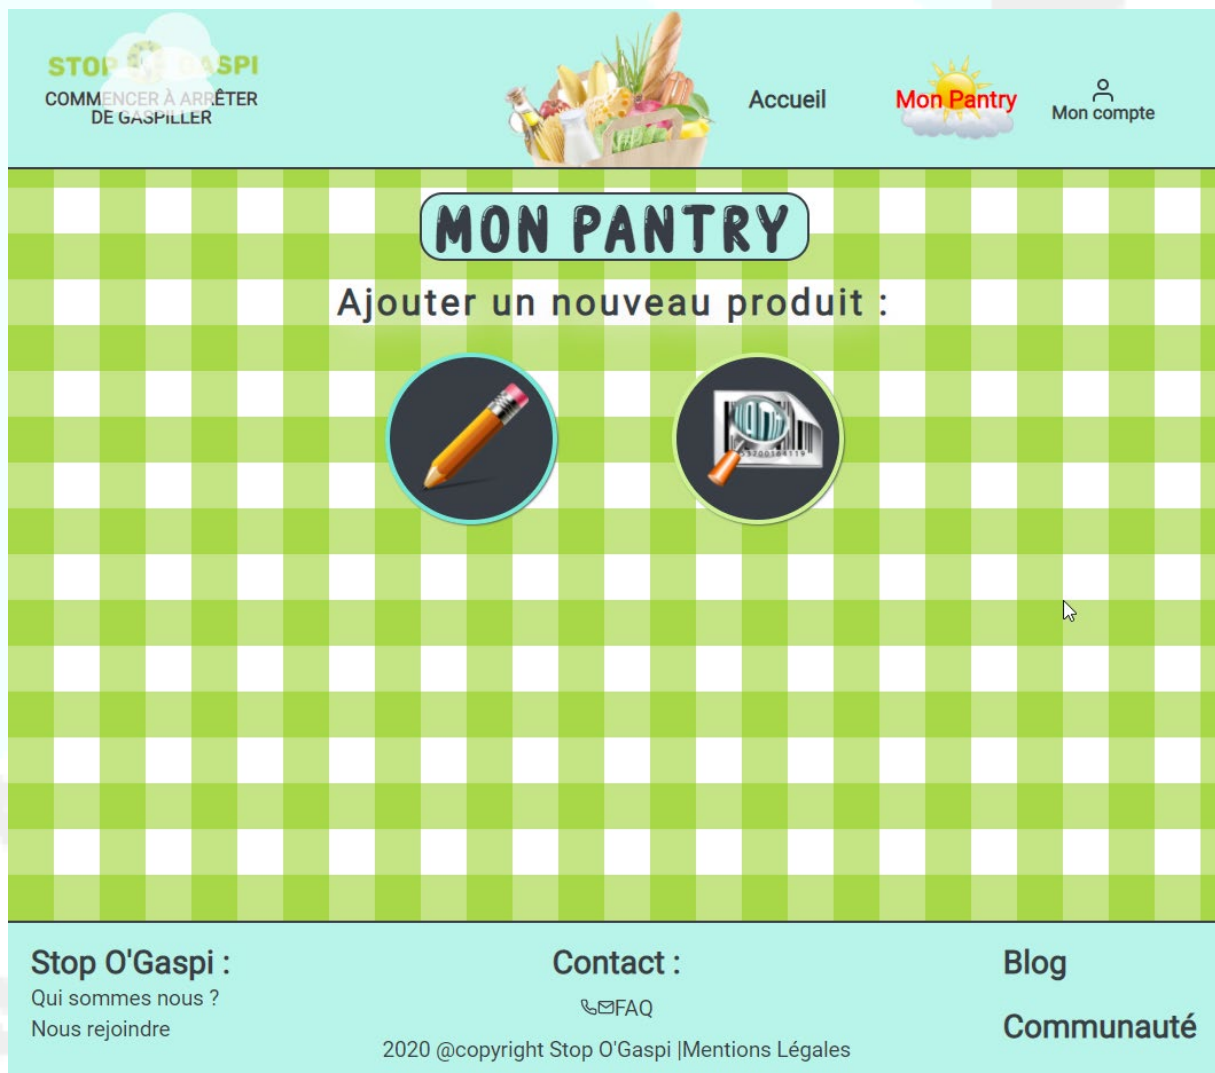 STOP O'GASPI
COMMENCER À ARRÊTER
DE GASPILLER
Accueil
Mon Pantry
Mon compte
MON PANTRY
Ajouter un nouveau produit :
Stop O'Gaspi :
Qui sommes nous ?
Nous rejoindre
Contact :
FAQ
2020 @copyright Stop O'Gaspi |Mentions Légales
Blog
Communauté